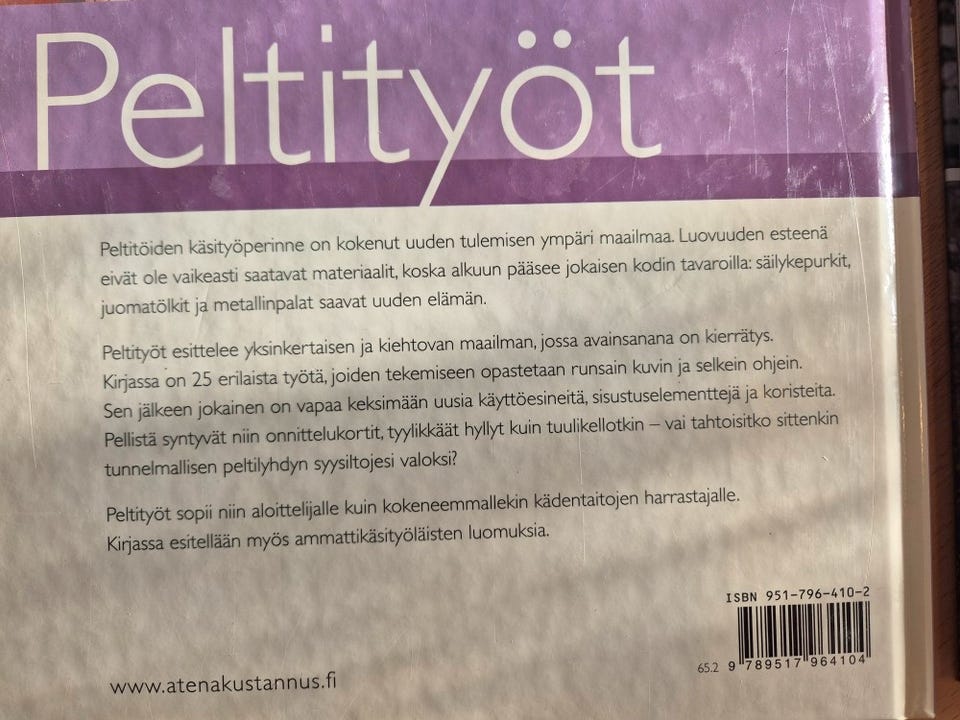 Peltityöt
Peltitöiden käsityöperinne on kokenut uuden tulemisen ympäri maailmaa. Luovuuden esteenä
eivät ole vaikeasti saatavat materiaalit, koska alkuun pääsee jokaisen kodin tavaroilla: säilykepurkit,
juomatölkit ja metallinpalat saavat uuden elämän.
Peltityöt esittelee yksinkertaisen ja kiehtovan maailman, jossa avainsanana on kierrätys.
Kirjassa on 25 erilaista työtä, joiden tekemiseen opastetaan runsain kuvin ja selkein ohjein.
Sen jälkeen jokainen on vapaa keksimään uusia käyttöesineitä, sisustuselementtejä ja koristeita.
Pellistä syntyvät niin onnittelukortit, tyylikkäät hyllyt kuin tuulikellotkin – vai tahtoisitko sittenkin
tunnelmallisen peltilyhdyn syysiltojesi valoksi?
Peltityöt sopii niin aloittelijalle kuin kokeneemmallekin kädentaitojen harrastajalle.
Kirjassa esitellään myös ammattikäsityöläisten luomuksia.
ISBN 951-796-410-2
65.2 9 789517 964104
www.atenakustannus.fi